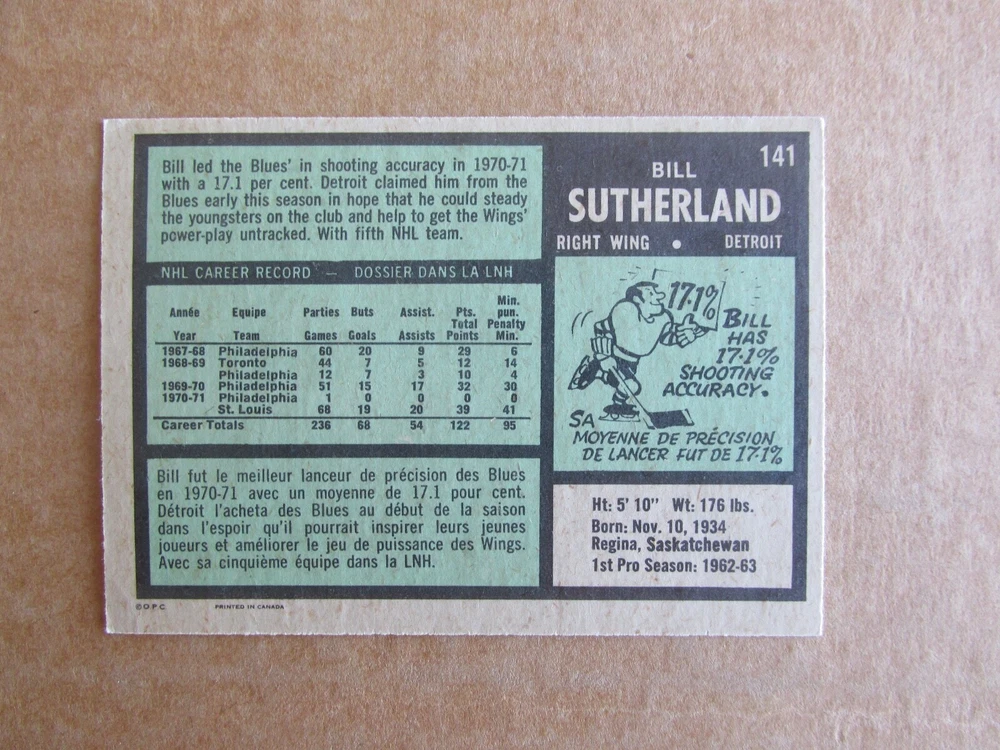 Bill led the Blues' in shooting accuracy in 1970-71
with a 17.1 per cent. Detroit claimed him from the
Blues early this season in hope that he could steady
the youngsters on the club and help to get the Wings'
power-play untracked. With fifth NHL team.
141
BILL
SUTHERLAND
RIGHT WING • DETROIT
NHL CAREER RECORD — DOSSIER DANS LA LNH
Année Equipe Parties Buts Assist. Pts. Total Min. pun.
Year Team Games Goals Assists Points Penalty Min.
1967-68 Philadelphia 60 20 9 29 6
1968-69 Toronto 44 7 5 12 14
Philadelphia 12 7 3 10 4
1969-70 Philadelphia 51 15 17 32 30
1970-71 Philadelphia 1 0 0 0 0
St. Louis 68 19 20 39 41
Career Totals 236 68 54 122 95
17.1%
BILL
HAS
17.1%
SHOOTING
ACCURACY.
SA
MOYENNE DE PRÉCISION
DE LANCER FUT DE 17.1%
Bill fut le meilleur lanceur de précision des Blues
en 1970-71 avec un moyenne de 17.1 pour cent.
Détroit l'acheta des Blues au début de la saison
dans l'espoir qu'il pourrait inspirer leurs jeunes
joueurs et améliorer le jeu de puissance des Wings.
Avec sa cinquième équipe dans la LNH.
Ht: 5' 10" Wt: 176 lbs.
Born: Nov. 10, 1934
Regina, Saskatchewan
1st Pro Season: 1962-63
© O P C PRINTED IN CANADA